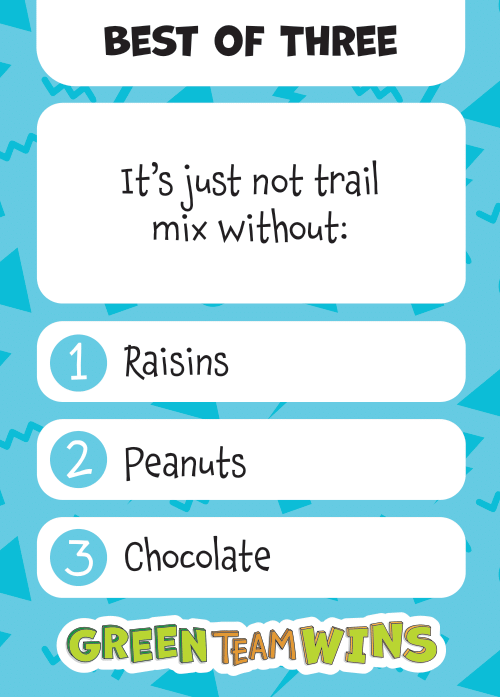 BEST OF THREE
It's just not trail
mix without:
1 Raisins
2 Peanuts
3 Chocolate
GREEN TEAM WINS